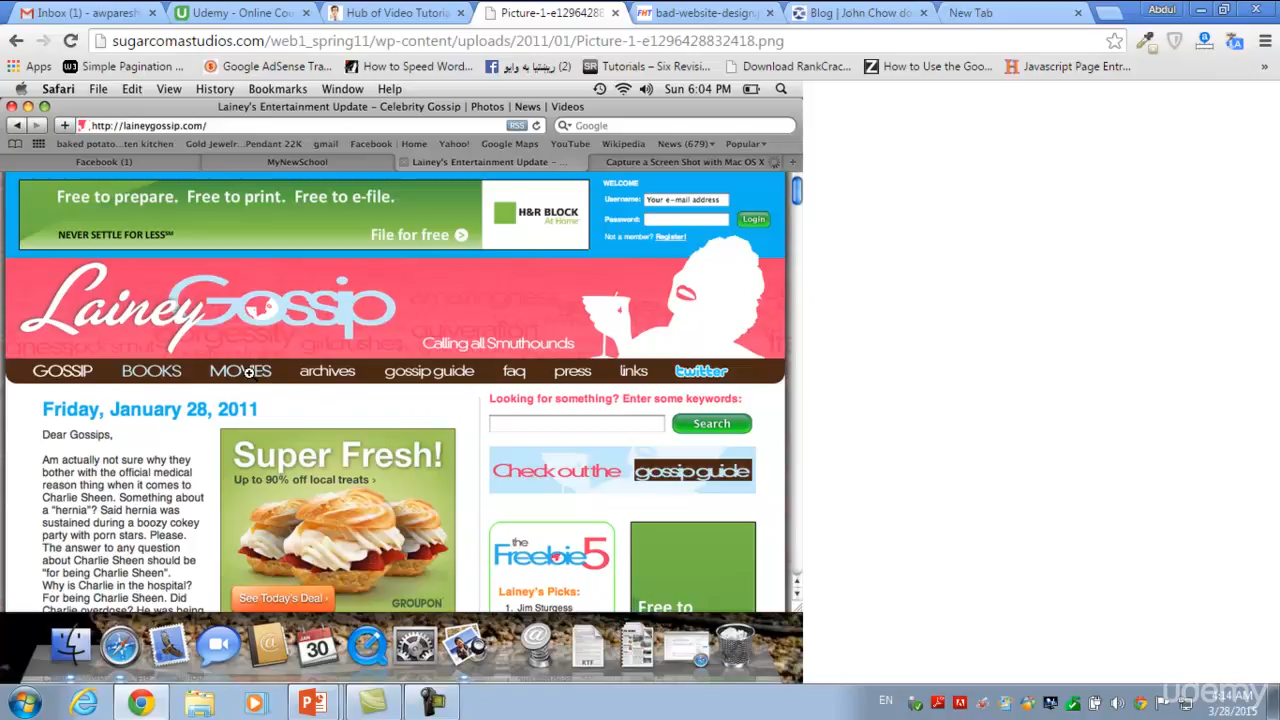 Inbox (3) - awparesh
Udemy - Online Cou
Hub of Video Tutoria
Picture-1-e12964288
bad-website-design
Blog | John Chow do
New Tab
Abdul
sugarcomastudios.com/web1_spring11/wp-content/uploads/2011/01/Picture-1-e1296428832418.png
Apps
Simple Pagination ...
Google AdSense Tra...
How to Speed Word...
Tutorials – Six Revisi...
Download RankCrac...
How to Use the Goo...
Javascript Page Entr...
Safari File Edit View History Bookmarks Window Help
Sun 6:04 PM
Lainey's Entertainment Update – Celebrity Gossip | Photos | News | Videos
http://laineygossip.com/
RSS
Google
baked potato...ten kitchen
Gold Jewelr...Pendant 22K
gmail
Facebook | Home
Yahoo!
Google Maps
YouTube
Wikipedia
News (679)
Popular
Facebook (1)
MyNewSchool
Lainey's Entertainment Update – ...
Capture a Screen Shot with Mac OS X
Free to prepare. Free to print. Free to e-file.
NEVER SETTLE FOR LESS℠
File for free
H&R BLOCK
At Home
WELCOME
Username: Your e-mail address
Password:
Login
Not a member? Register!
Lainey Gossip
Calling all Smuthounds
GOSSIP BOOKS MOVIES archives gossip guide faq press links twitter
Friday, January 28, 2011
Dear Gossips,
Am actually not sure why they
bother with the official medical
reason thing when it comes to
Charlie Sheen. Something about
a "hernia"? Said hernia was
sustained during a boozy cokey
party with porn stars. Please.
The answer to any question
about Charlie Sheen should be
"for being Charlie Sheen".
Why is Charlie in the hospital?
For being Charlie Sheen. Did
Charlie overdose? He was being
Super Fresh!
Up to 90% off local treats ›
See Today's Deal ›
GROUPON
Looking for something? Enter some keywords:
Search
Check out the gossip guide
the
Freebie 5
Lainey's Picks:
1. Jim Sturgess
Free to
JAN
30
RTF
EN
udemy
3/28/2015